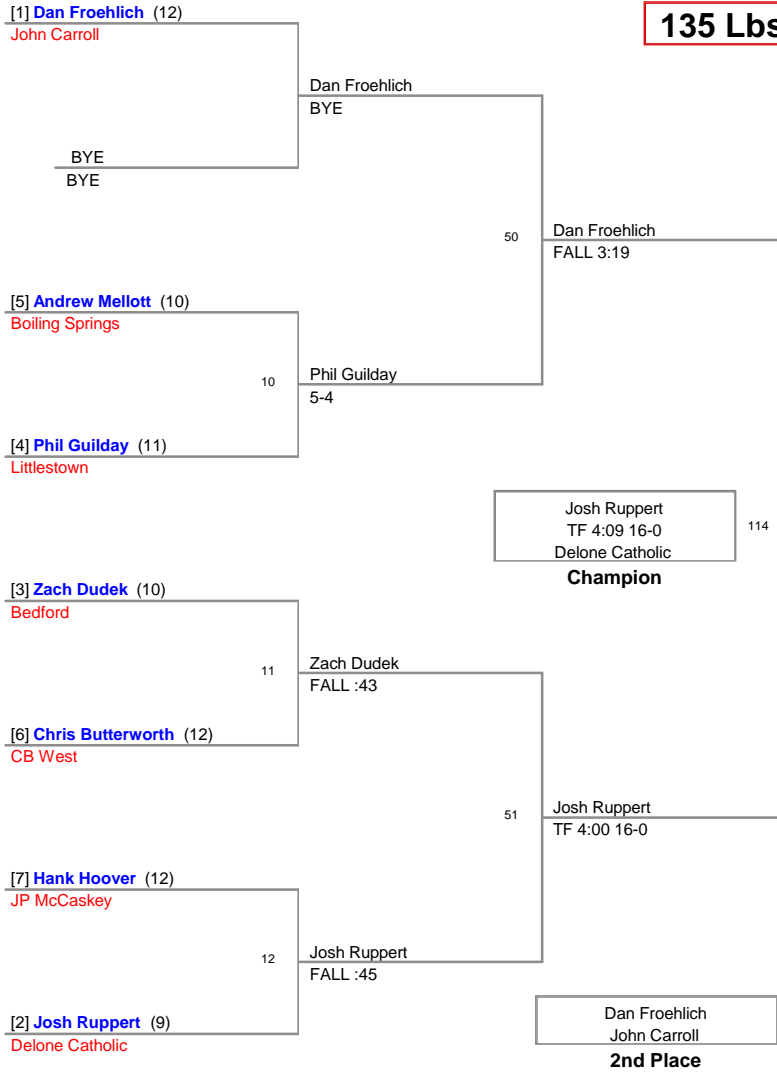 [1] Dan Froehlich (12)
John Carroll
135 Lbs
Dan Froehlich
BYE
BYE
BYE
50
Dan Froehlich
FALL 3:19
[5] Andrew Mellott (10)
Boiling Springs
10
Phil Guilday
5-4
[4] Phil Guilday (11)
Littlestown
Josh Ruppert
TF 4:09 16-0
Delone Catholic
114
Champion
[3] Zach Dudek (10)
Bedford
11
Zach Dudek
FALL :43
[6] Chris Butterworth (12)
CB West
51
Josh Ruppert
TF 4:00 16-0
[7] Hank Hoover (12)
JP McCaskey
12
Josh Ruppert
FALL :45
[2] Josh Ruppert (9)
Delone Catholic
Dan Froehlich
John Carroll
2nd Place